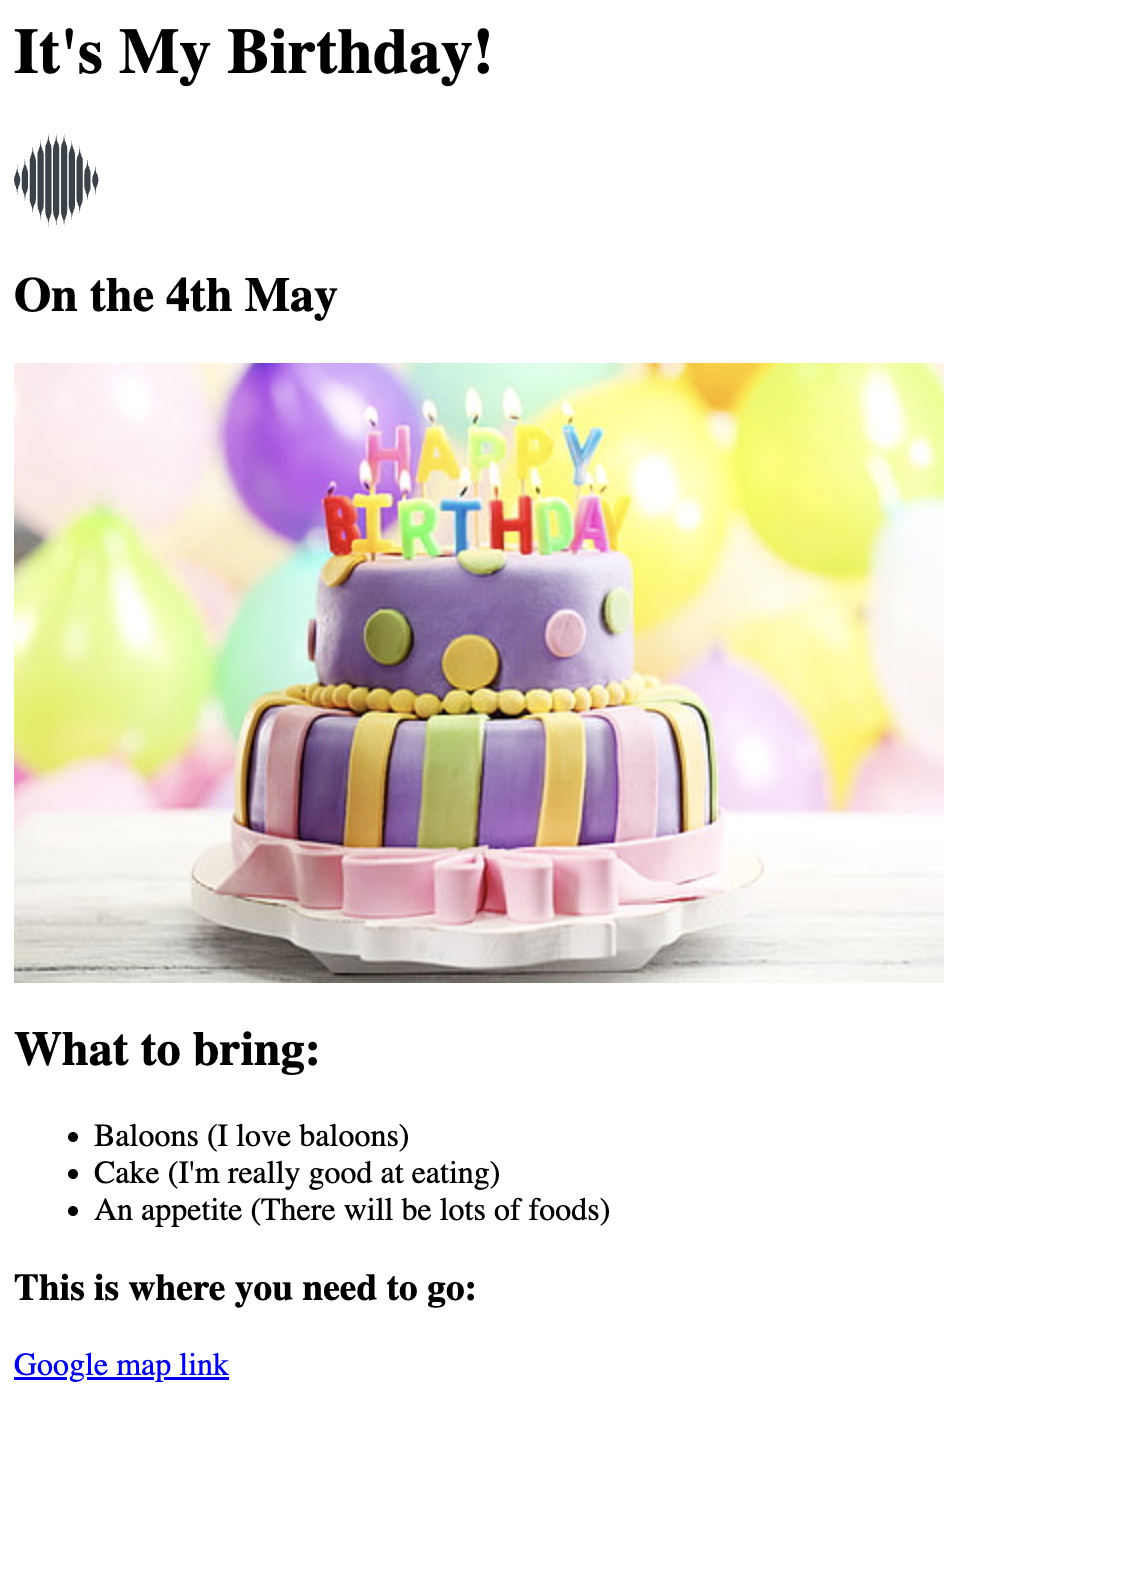 It's My Birthday!
On the 4th May
HAPPY
BIRTHDAY
What to bring:
Baloons (I love baloons)
Cake (I'm really good at eating)
An appetite (There will be lots of foods)
This is where you need to go:
Google map link